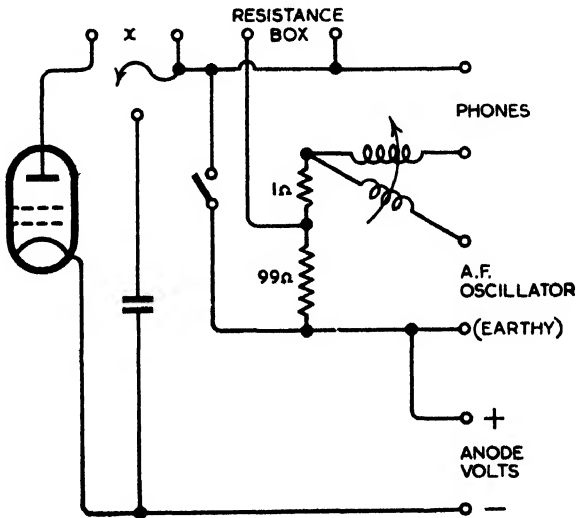 RESISTANCE
BOX
x
PHONES
1Ω
99Ω
A.F.
OSCILLATOR
(EARTHY)
+
ANODE
VOLTS
−